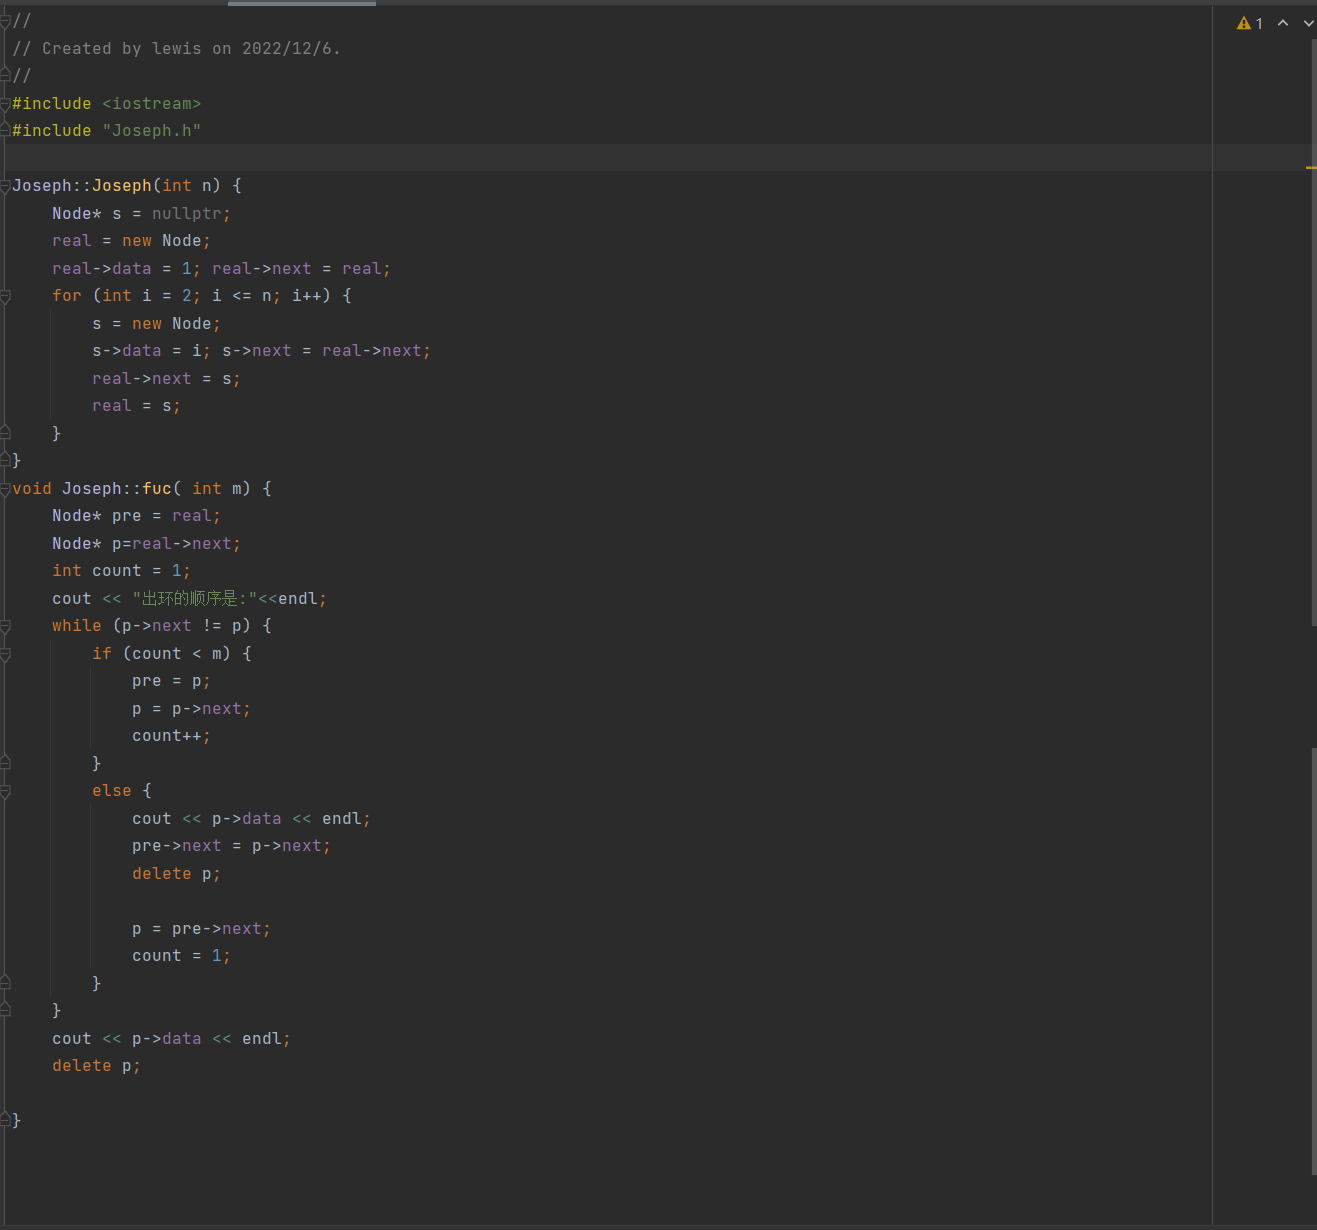 //
// Created by lewis on 2022/12/6.
//
#include <iostream>
#include "Joseph.h"
1
Joseph::Joseph(int n) {
    Node* s = nullptr;
    real = new Node;
    real->data = 1; real->next = real;
    for (int i = 2; i <= n; i++) {
        s = new Node;
        s->data = i; s->next = real->next;
        real->next = s;
        real = s;
    }
}
void Joseph::fuc( int m) {
    Node* pre = real;
    Node* p=real->next;
    int count = 1;
    cout << "出环的顺序是:"<<endl;
    while (p->next != p) {
        if (count < m) {
            pre = p;
            p = p->next;
            count++;
        }
        else {
            cout << p->data << endl;
            pre->next = p->next;
            delete p;
            p = pre->next;
            count = 1;
        }
    }
    cout << p->data << endl;
    delete p;
}